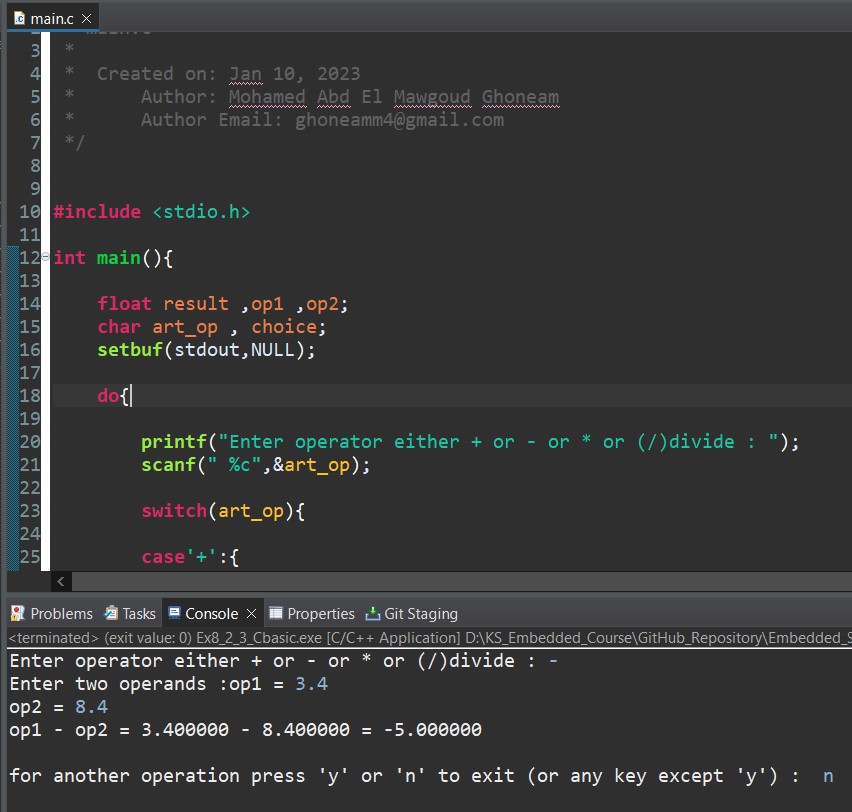 main.c
3 *
4 *  Created on: Jan 10, 2023
5 *      Author: Mohamed Abd El Mawgoud Ghoneam
6 *      Author Email: ghoneamm4@gmail.com
7 */
8
9
10 #include <stdio.h>
11
12 int main(){
13
14     float result ,op1 ,op2;
15     char art_op , choice;
16     setbuf(stdout,NULL);
17
18     do{
19
20         printf("Enter operator either + or - or * or (/)divide : ");
21         scanf(" %c",&art_op);
22
23         switch(art_op){
24
25         case'+':{
Problems Tasks Console Properties Git Staging
<terminated> (exit value: 0) Ex8_2_3_Cbasic.exe [C/C++ Application] D:\KS_Embedded_Course\GitHub_Repository\Embedded_S
Enter operator either + or - or * or (/)divide : -
Enter two operands :op1 = 3.4
op2 = 8.4
op1 - op2 = 3.400000 - 8.400000 = -5.000000
for another operation press 'y' or 'n' to exit (or any key except 'y') :  n